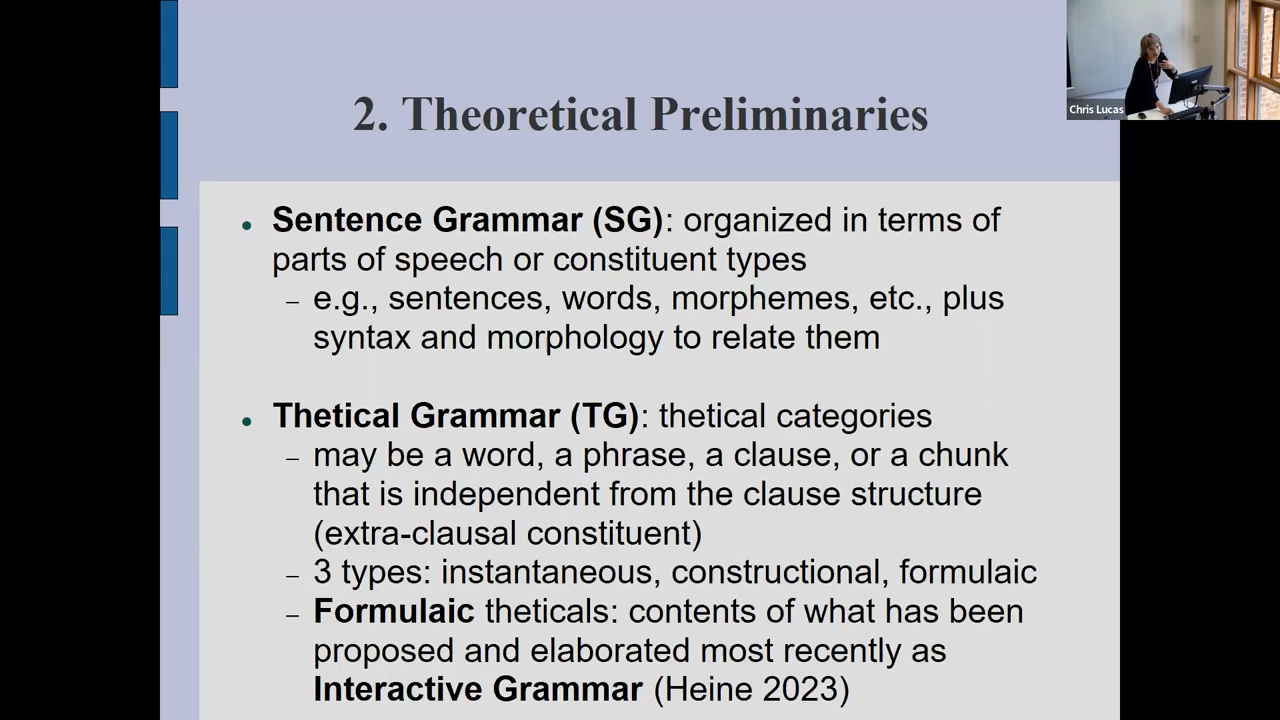 Chris Lucas
2. Theoretical Preliminaries
● Sentence Grammar (SG): organized in terms of
parts of speech or constituent types
– e.g., sentences, words, morphemes, etc., plus
syntax and morphology to relate them
● Thetical Grammar (TG): thetical categories
– may be a word, a phrase, a clause, or a chunk
that is independent from the clause structure
(extra-clausal constituent)
– 3 types: instantaneous, constructional, formulaic
– Formulaic theticals: contents of what has been
proposed and elaborated most recently as
Interactive Grammar (Heine 2023)